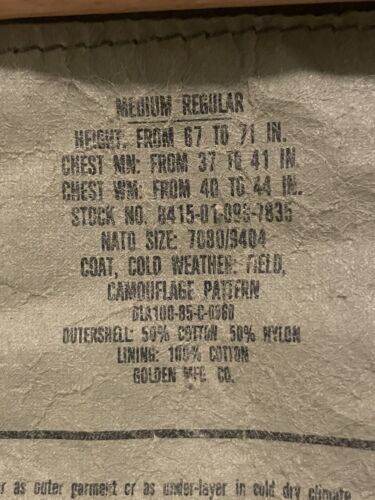 MEDIUM REGULAR
HEIGHT: FROM 67 TO 71 IN.
CHEST MN: FROM 37 TO 41 IN.
CHEST WM: FROM 40 TO 44 IN.
STOCK NO. 8415-01-099-7835
NATO SIZE: 7080/9404
COAT, COLD WEATHER: FIELD,
CAMOUFLAGE PATTERN
DLA100-85-C-0560
OUTERSHELL: 50% COTTON 50% NYLON
LINING: 100% COTTON
GOLDEN MFG. CO.
as outer garment or as under-layer in cold dry climate